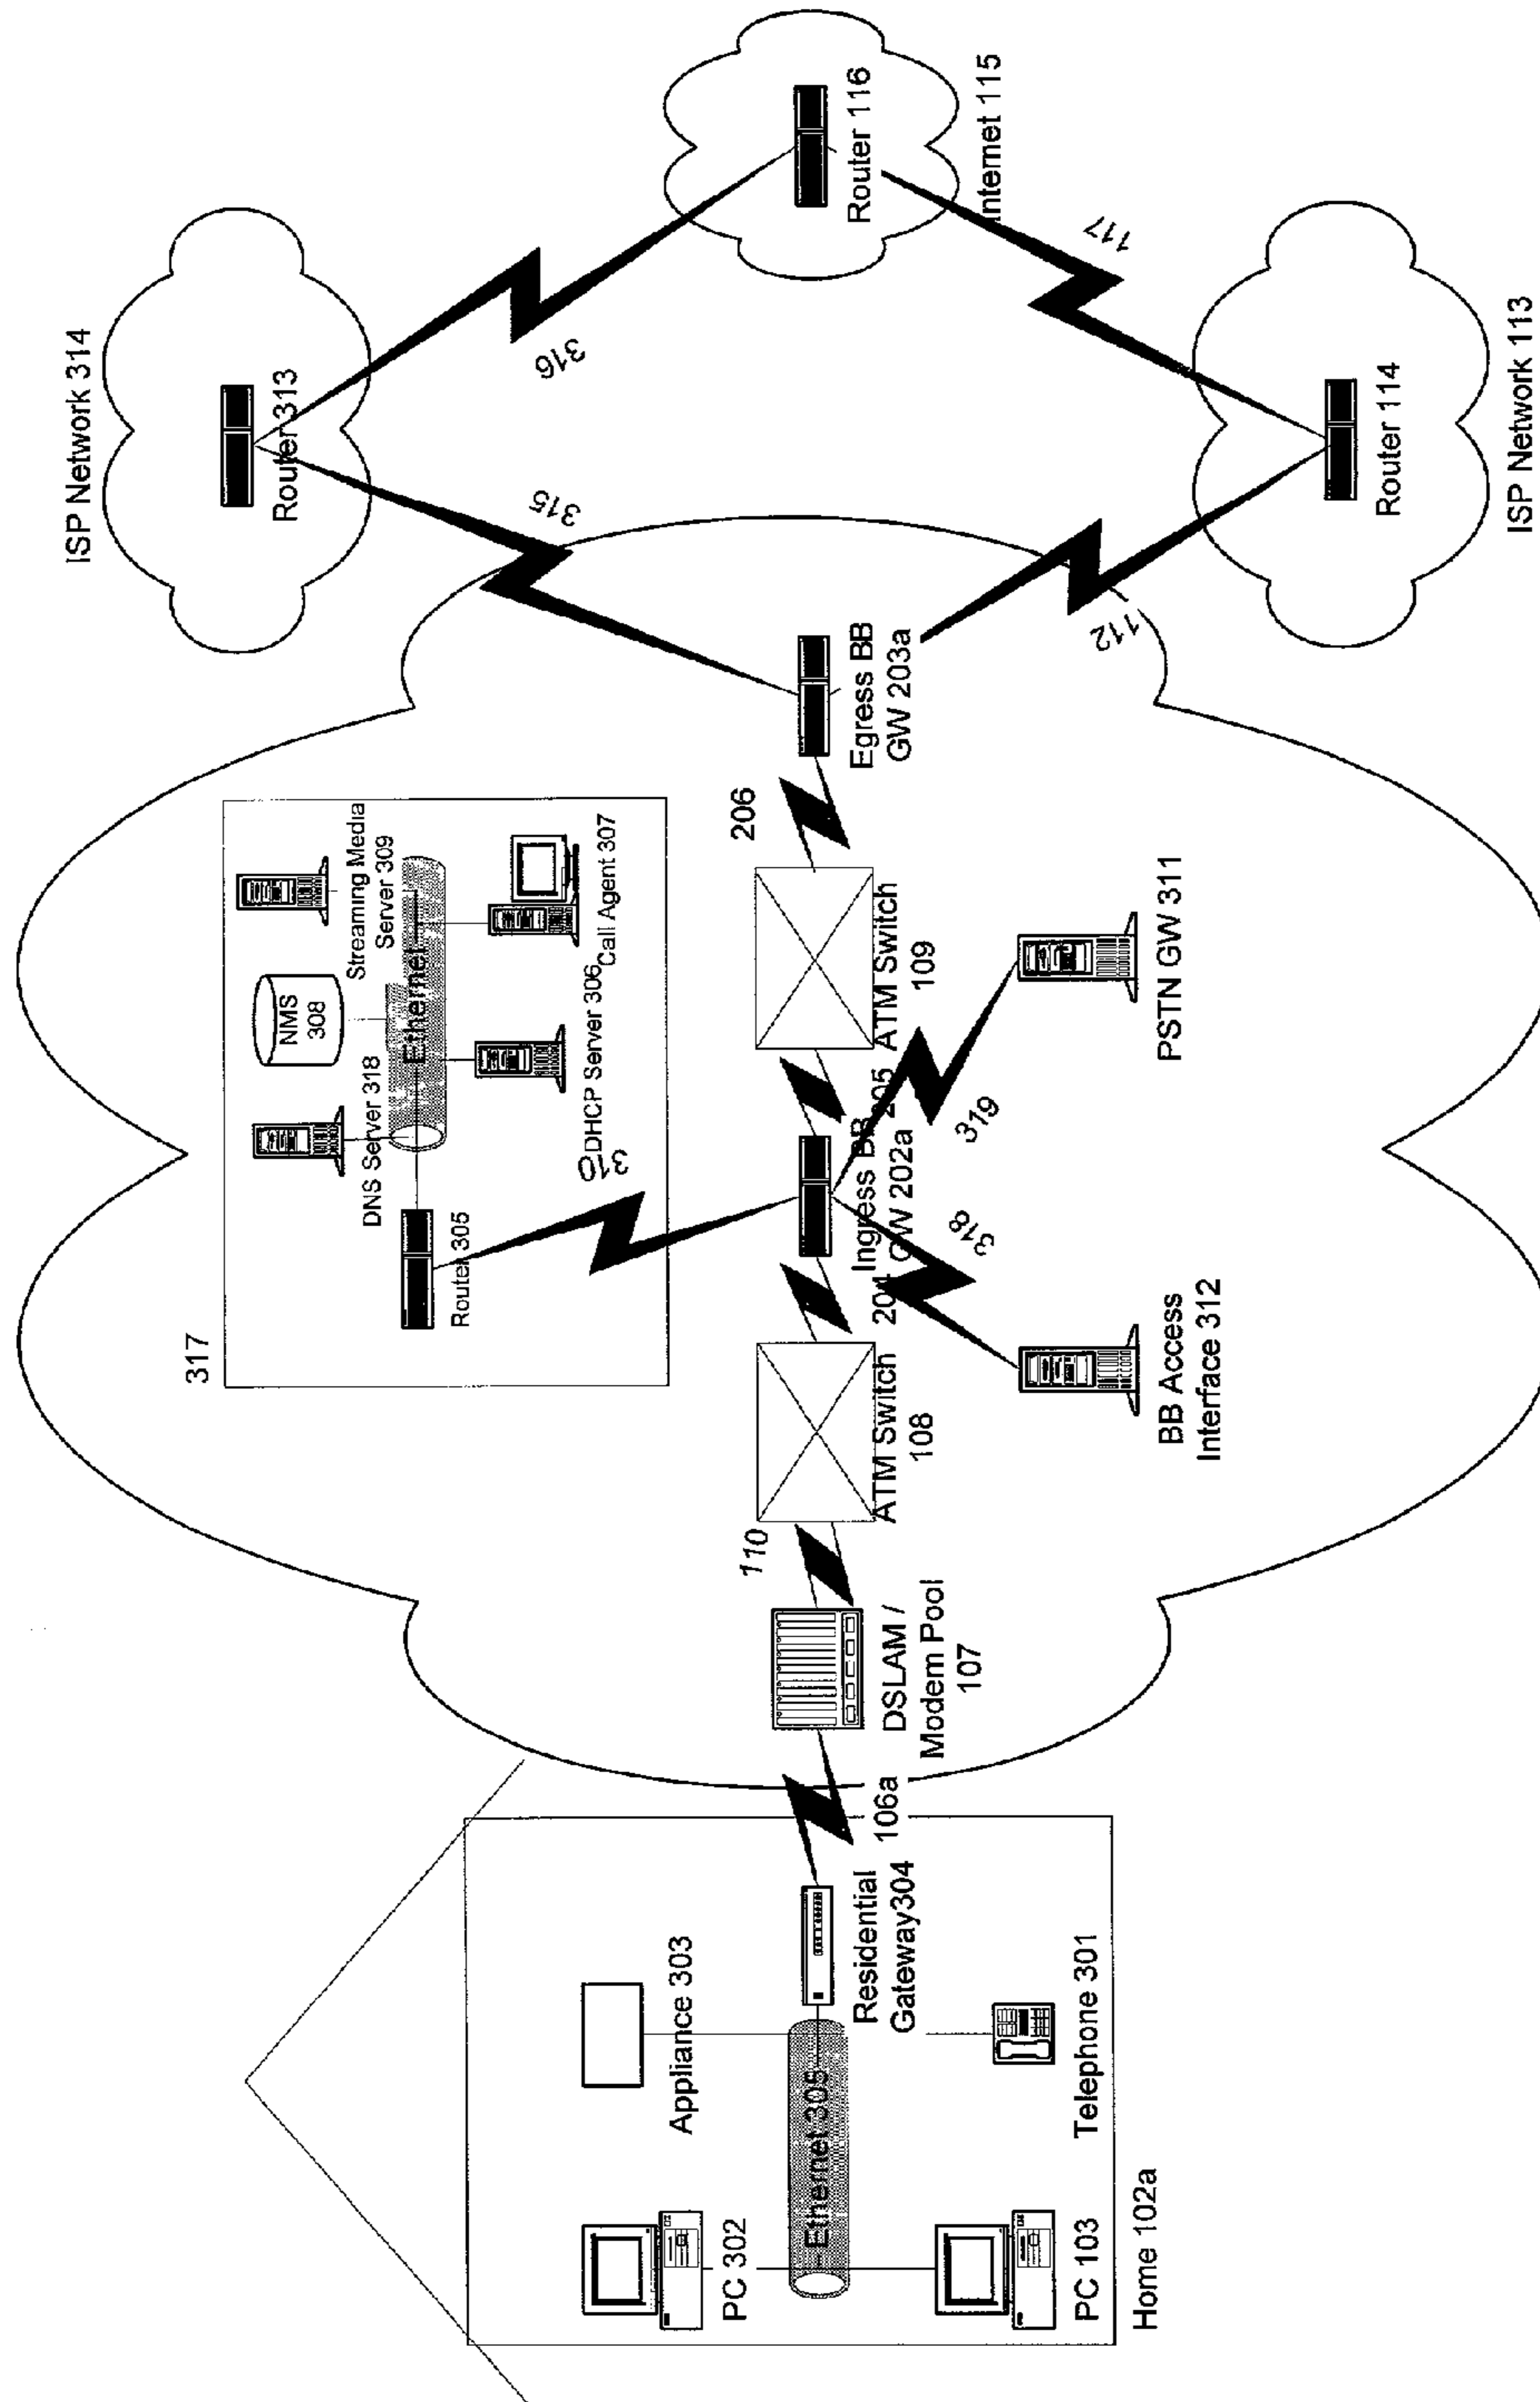 ISP Network 314
Router 313
316
315
Router 116
Internet 115
117
317
DNS Server 318
NMS
308
Streaming Media
Server 309
Ethernet
Router 305
DHCP Server 306
Call Agent 307
310
110
206
Egress BB
GW 203a
112
Router 114
ISP Network 113
ATM Switch
108
204
Ingress BB
GW 202a
205
ATM Switch
109
318
319
BB Access
Interface 312
PSTN GW 311
DSLAM /
Modem Pool
107
106a
Residential
Gateway304
Appliance 303
PC 302
Ethernet 305
PC 103
Telephone 301
Home 102a